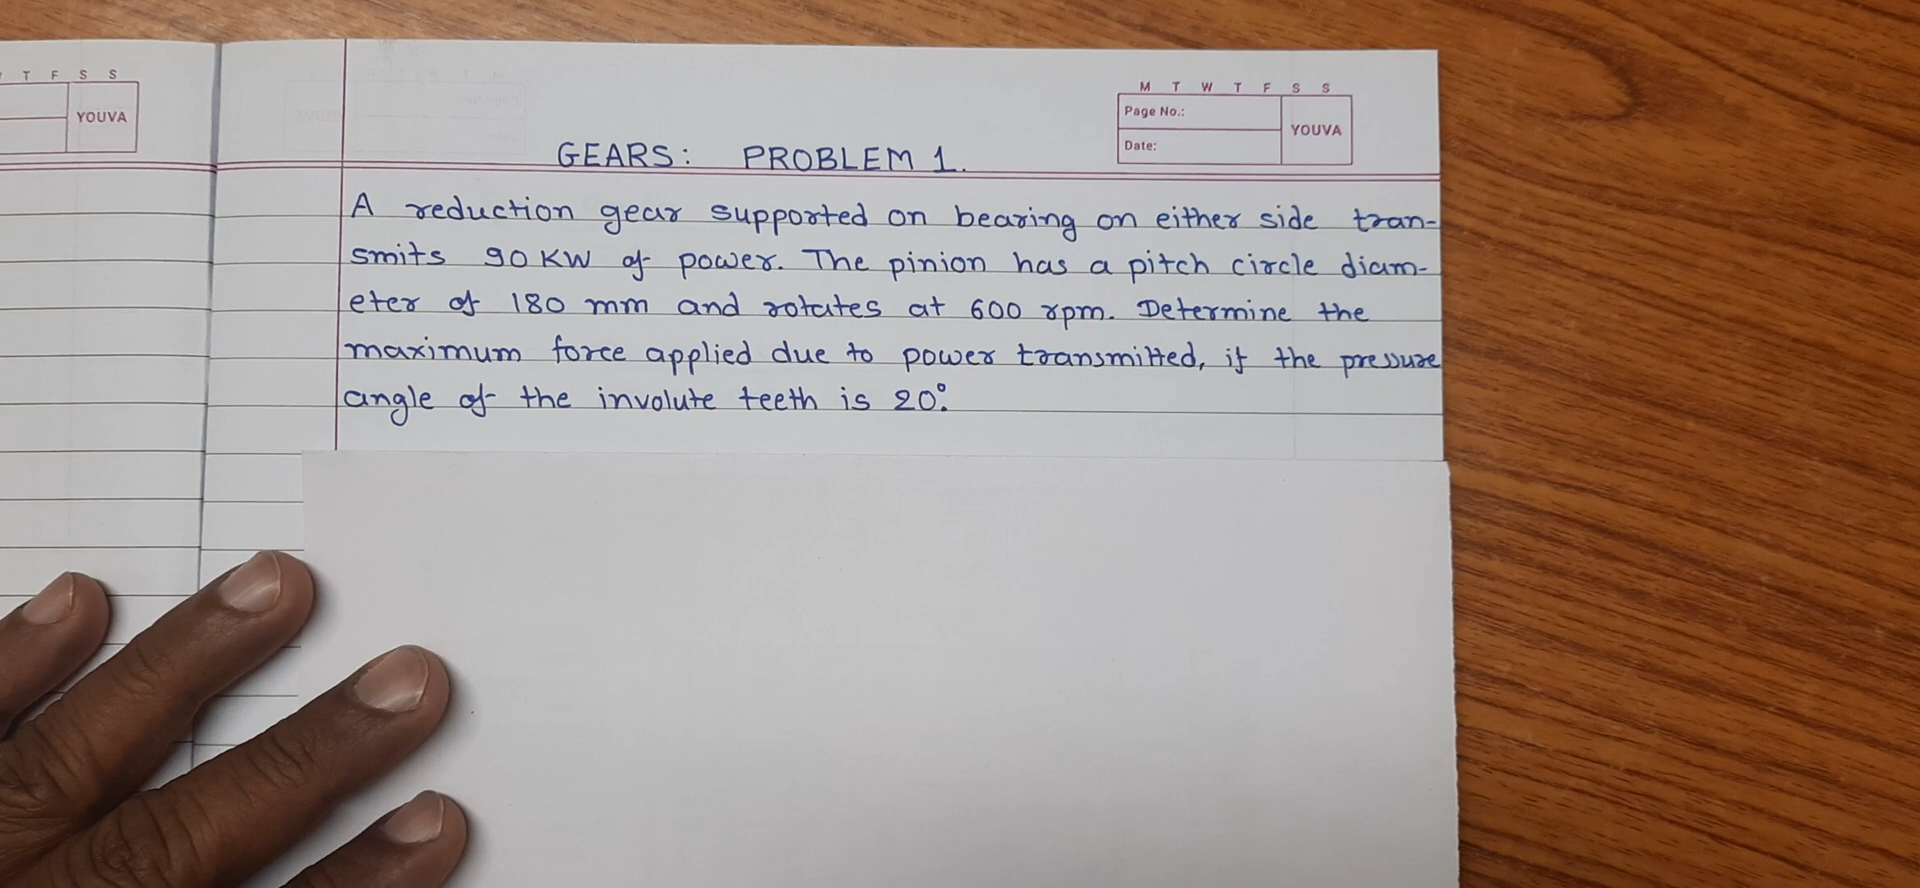 T F S S
YOUVA
M T W T F S S
Page No.:
YOUVA
Date:
GEARS: PROBLEM 1.
A reduction gear supported on bearing on either side tran-
smits 90 KW of power. The pinion has a pitch circle diam-
eter of 180 mm and rotates at 600 rpm. Determine the
maximum force applied due to power transmitted, if the pressure
angle of the involute teeth is 20°.